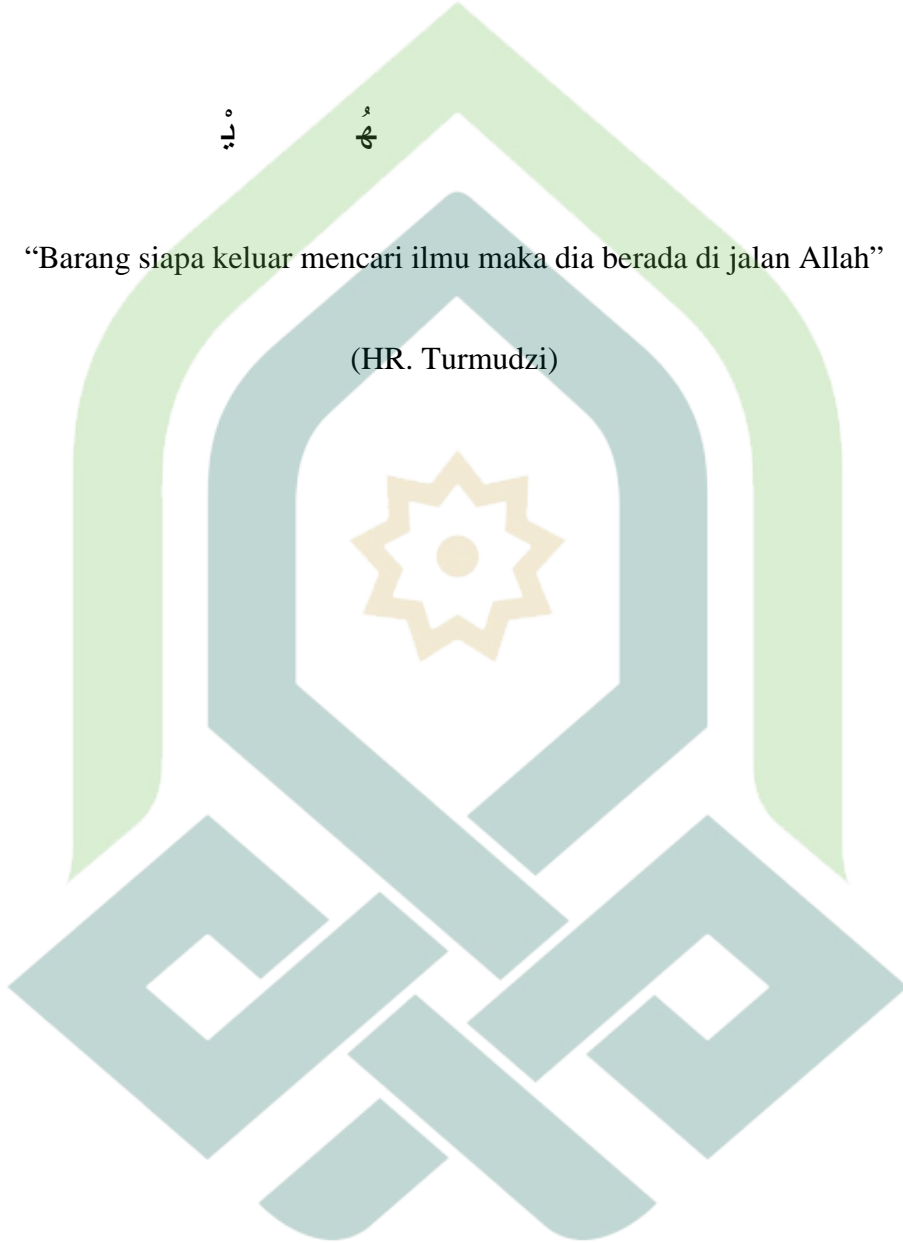 “Barang siapa keluar mencari ilmu maka dia berada di jalan Allah”
(HR. Turmudzi)